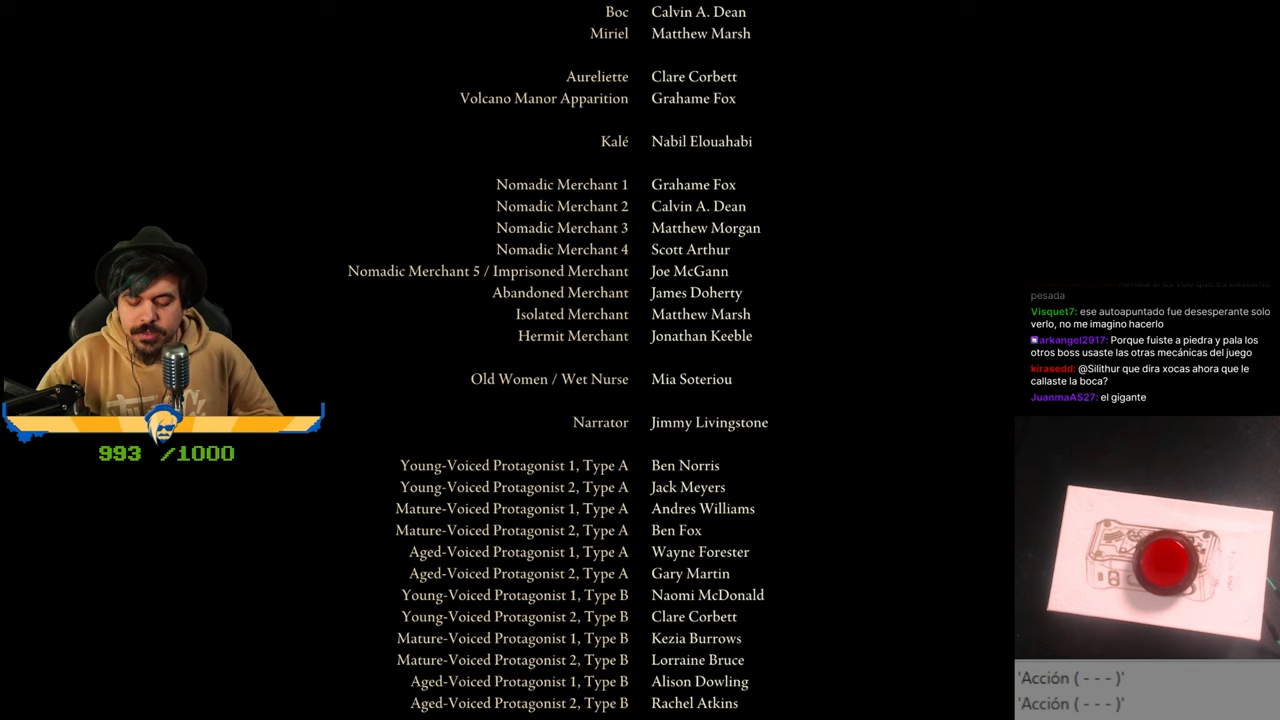 Boc Calvin A. Dean
Miriel Matthew Marsh
Aureliette Clare Corbett
Volcano Manor Apparition Grahame Fox
Kalé Nabil Elouahabi
Nomadic Merchant 1 Grahame Fox
Nomadic Merchant 2 Calvin A. Dean
Nomadic Merchant 3 Matthew Morgan
Nomadic Merchant 4 Scott Arthur
Nomadic Merchant 5 / Imprisoned Merchant Joe McGann
Abandoned Merchant James Doherty
Isolated Merchant Matthew Marsh
Hermit Merchant Jonathan Keeble
Old Women / Wet Nurse Mia Soteriou
Narrator Jimmy Livingstone
Young-Voiced Protagonist 1, Type A Ben Norris
Young-Voiced Protagonist 2, Type A Jack Meyers
Mature-Voiced Protagonist 1, Type A Andres Williams
Mature-Voiced Protagonist 2, Type A Ben Fox
Aged-Voiced Protagonist 1, Type A Wayne Forester
Aged-Voiced Protagonist 2, Type A Gary Martin
Young-Voiced Protagonist 1, Type B Naomi McDonald
Young-Voiced Protagonist 2, Type B Clare Corbett
Mature-Voiced Protagonist 1, Type B Kezia Burrows
Mature-Voiced Protagonist 2, Type B Lorraine Bruce
Aged-Voiced Protagonist 1, Type B Alison Dowling
Aged-Voiced Protagonist 2, Type B Rachel Atkins
993 /1000
pesada
Visquet7: ese autoapuntado fue desesperante solo
verlo, no me imagino hacerlo
arkangel2917: Porque fuiste a piedra y pala los
otros boss usaste las otras mecánicas del juego
kirasedd: @Silithur que dira xocas ahora que le
callaste la boca?
JuanmaAS27: el gigante
'Acción ( - - - )'
'Acción ( - - - )'